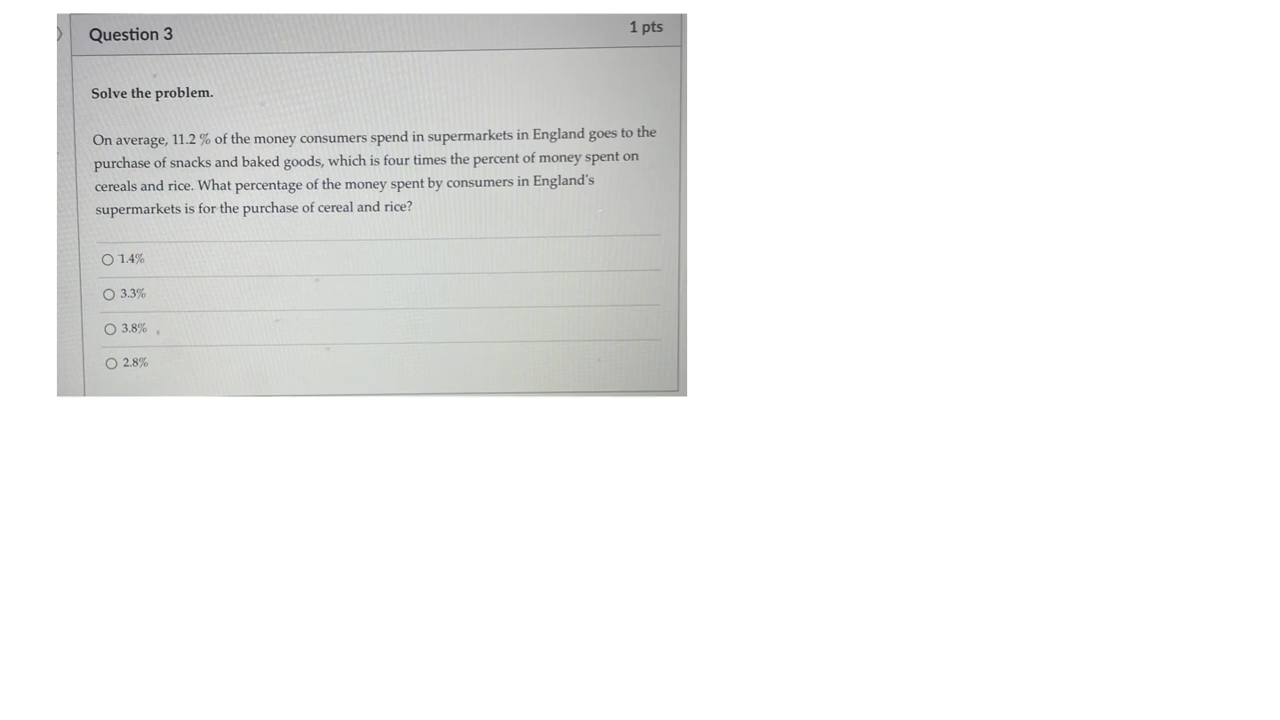 Question 3
1 pts
Solve the problem.
On average, 11.2 % of the money consumers spend in supermarkets in England goes to the
purchase of snacks and baked goods, which is four times the percent of money spent on
cereals and rice. What percentage of the money spent by consumers in England's
supermarkets is for the purchase of cereal and rice?
1.4%
3.3%
3.8%
2.8%